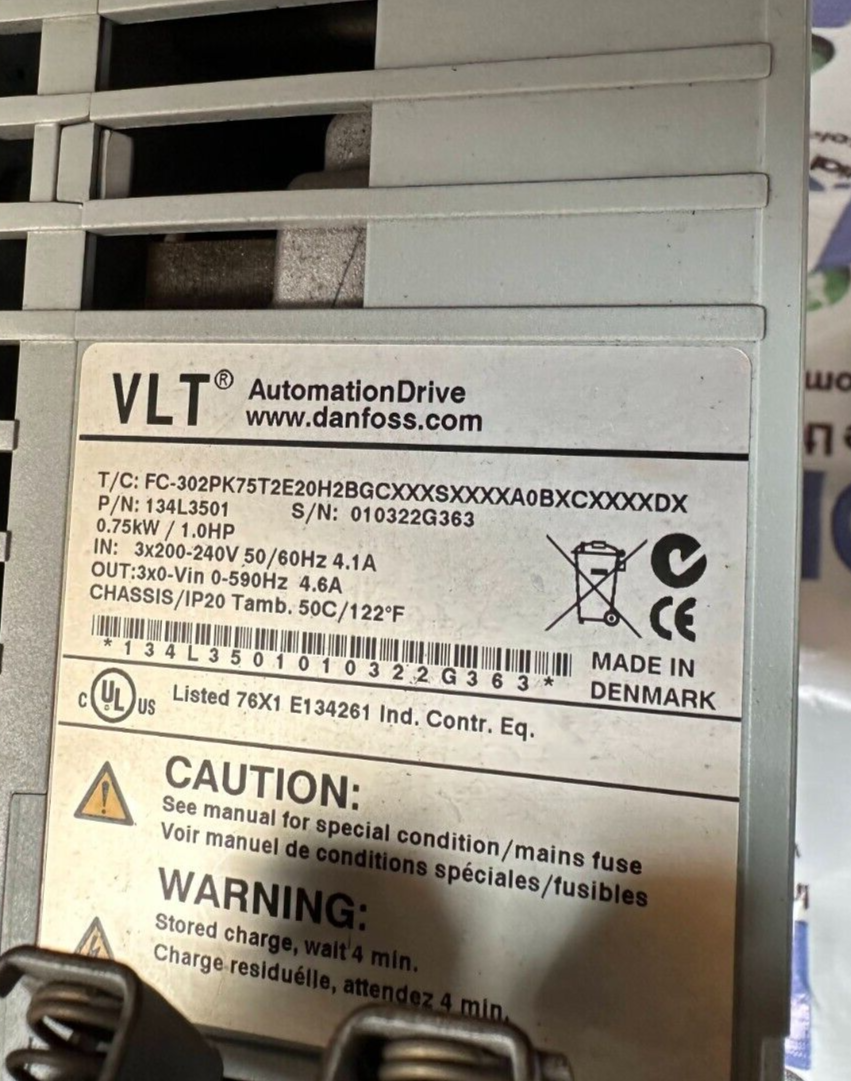 VLT® AutomationDrive
www.danfoss.com
T/C: FC-302PK75T2E20H2BGCXXXSXXXXA0BXCXXXXDX
P/N: 134L3501 S/N: 010322G363
0.75kW / 1.0HP
IN: 3x200-240V 50/60Hz 4.1A
OUT:3x0-Vin 0-590Hz 4.6A
CHASSIS/IP20 Tamb. 50C/122°F
*134L3501010322G363*
MADE IN
DENMARK
C UL US Listed 76X1 E134261 Ind. Contr. Eq.
CAUTION:
See manual for special condition/mains fuse
Voir manuel de conditions spéciales/fusibles
WARNING:
Stored charge, wait 4 min.
Charge residuélle, attendez 4 min.